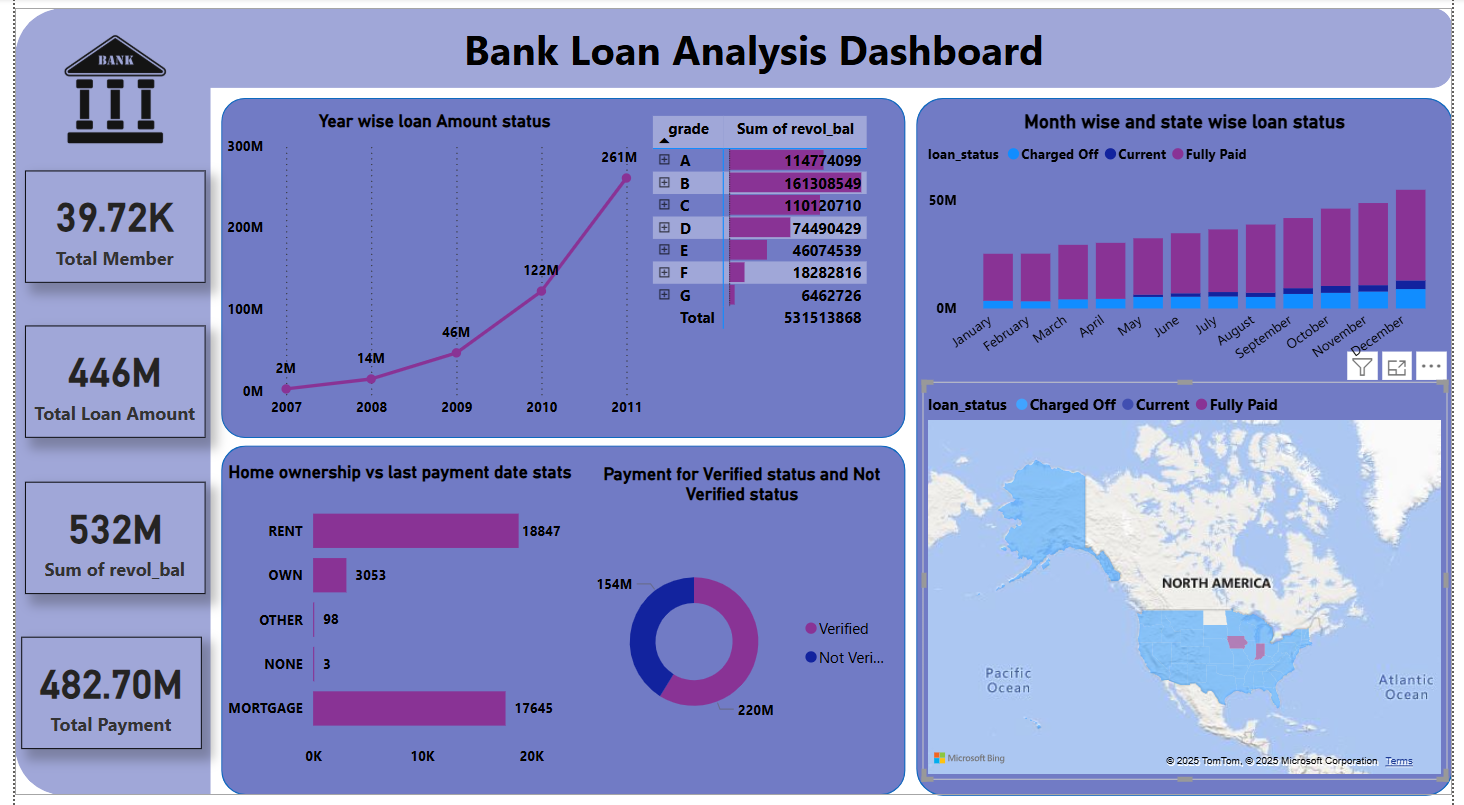 BANK
Bank Loan Analysis Dashboard
39.72K
Total Member
446M
Total Loan Amount
532M
Sum of revol_bal
482.70M
Total Payment
Year wise loan Amount status
300M
200M
100M
0M
2M
14M
46M
122M
261M
2007 2008 2009 2010 2011
grade Sum of revol_bal
A 114774099
B 161308549
C 110120710
D 74490429
E 46074539
F 18282816
G 6462726
Total 531513868
Home ownership vs last payment date stats
RENT 18847
OWN 3053
OTHER 98
NONE 3
MORTGAGE 17645
0K 10K 20K
Payment for Verified status and Not
Verified status
154M
220M
Verified
Not Veri...
Month wise and state wise loan status
loan_status Charged Off Current Fully Paid
50M
0M
January February March April May June July August September October November December
loan_status Charged Off Current Fully Paid
NORTH AMERICA
Pacific
Ocean
Atlantic
Ocean
Microsoft Bing
© 2025 TomTom, © 2025 Microsoft Corporation Terms